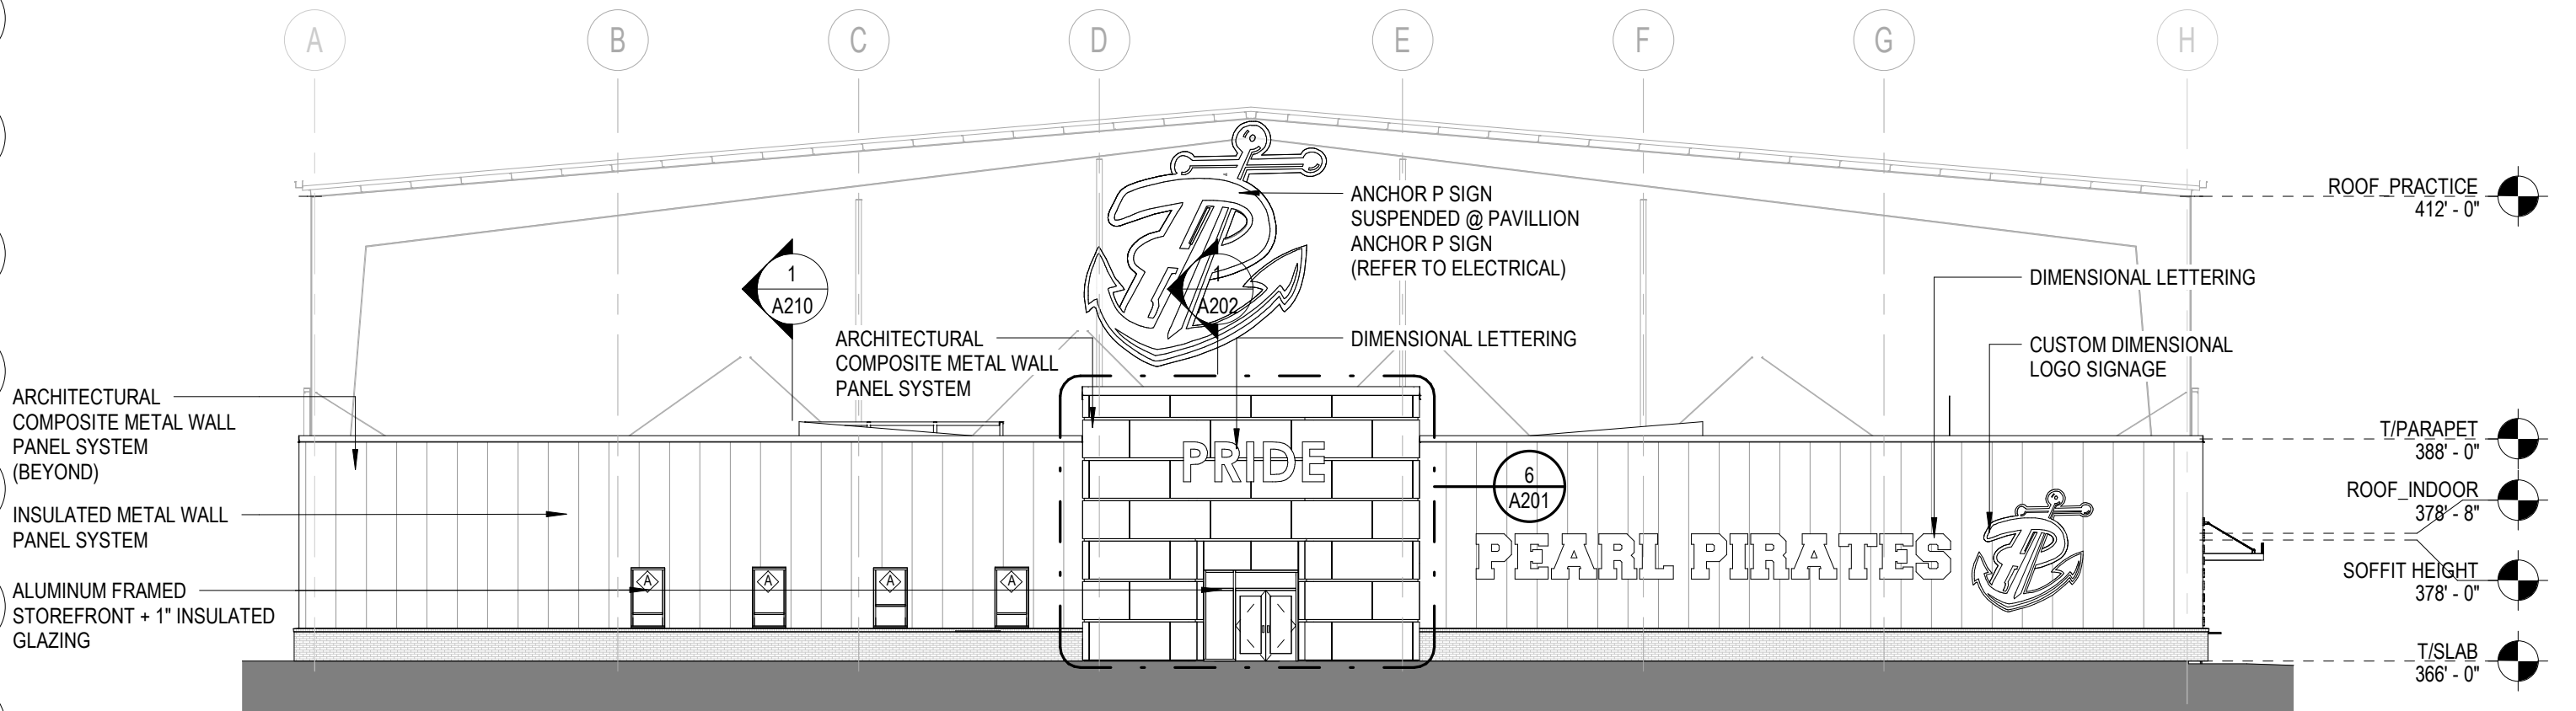 A
B
C
D
E
F
G
H
ROOF_PRACTICE
412' - 0"
ANCHOR P SIGN
SUSPENDED @ PAVILLION
ANCHOR P SIGN
(REFER TO ELECTRICAL)
1
A210
1
A202
DIMENSIONAL LETTERING
ARCHITECTURAL
COMPOSITE METAL WALL
PANEL SYSTEM
DIMENSIONAL LETTERING
CUSTOM DIMENSIONAL
LOGO SIGNAGE
ARCHITECTURAL
COMPOSITE METAL WALL
PANEL SYSTEM
(BEYOND)
T/PARAPET
388' - 0"
PRIDE
6
A201
ROOF_INDOOR
378' - 8"
INSULATED METAL WALL
PANEL SYSTEM
PEARL PIRATES
P
P
SOFFIT HEIGHT
378' - 0"
ALUMINUM FRAMED
STOREFRONT + 1" INSULATED
GLAZING
A
A
A
A
T/SLAB
366' - 0"